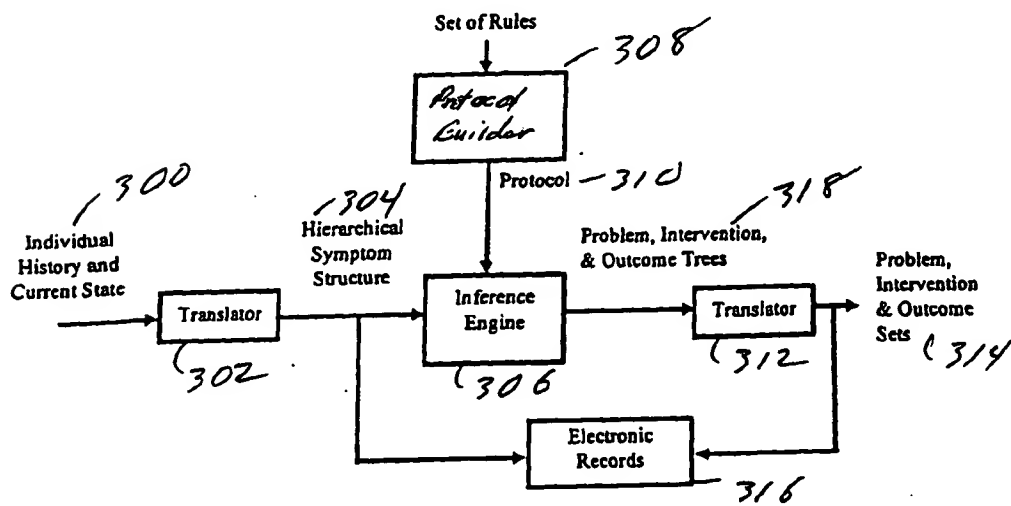 Set of Rules
308
Protocol
Builder
Protocol 310
300
304
318
Individual
History and
Current State
Hierarchical
Symptom
Structure
Problem, Intervention,
& Outcome Trees
Problem,
Intervention
& Outcome
Sets
314
Translator
302
Inference
Engine
306
Translator
312
Electronic
Records
316